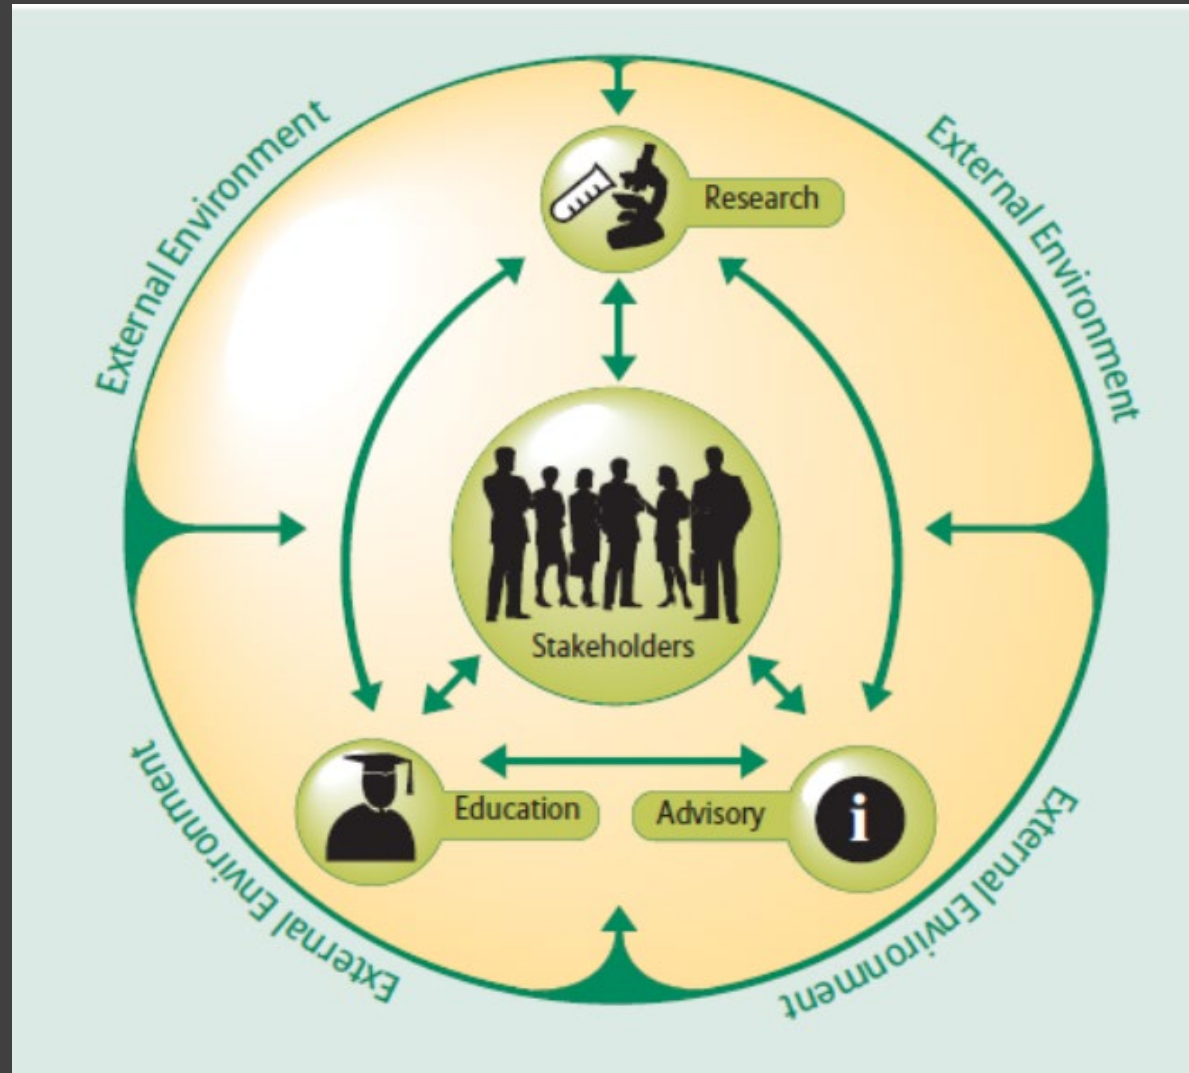 External Environment
External Environment
Research
Stakeholders
Education
Advisory
i
External Environment
External Environment